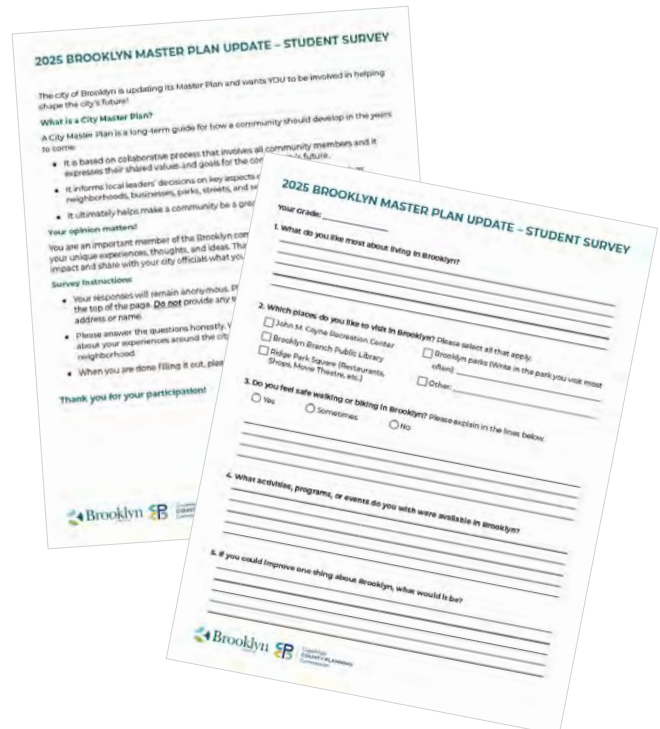 2025 BROOKLYN MASTER PLAN UPDATE – STUDENT SURVEY
The city of Brooklyn is updating its Master Plan and wants YOU to be involved in helping
shape the city's future!
What is a City Master Plan?
A City Master Plan is a long-term guide for how a community should develop in the years
to come.
• It is based on collaborative process that involves all community members and it
expresses their shared values and goals for the future.
• It informs local leaders' decisions on key aspects
neighborhoods, businesses, parks, streets, and
• It ultimately helps make a community be a
Your opinion matters!
You are an important member of the Brooklyn
your unique experiences, thoughts, and ideas.
impact and share with your city officials what
Survey Instructions
• Your responses will remain anonymous.
the top of the page. Do not provide any
address or name.
• Please answer the questions honestly.
about your experiences around the
neighborhood.
• When you are done filling it out,
Thank you for your participation!
Brooklyn
2025 BROOKLYN MASTER PLAN UPDATE – STUDENT SURVEY
Your Grade:
1. What do you like most about living in Brooklyn?
2. Which places do you like to visit in Brooklyn? Please select all that apply.
John M. Coyne Recreation Center
Brooklyn Branch Public Library
Ridge Park Square (Restaurants,
Shops, Movie Theatre, etc.)
Brooklyn parks (Write in the park you visit most
often)
Other:
3. Do you feel safe walking or biking in Brooklyn? Please explain in the lines below.
Yes
Sometimes
No
4. What activities, programs, or events do you wish were available in Brooklyn?
5. If you could improve one thing about Brooklyn, what would it be?
Brooklyn
COUNTY PLANNING